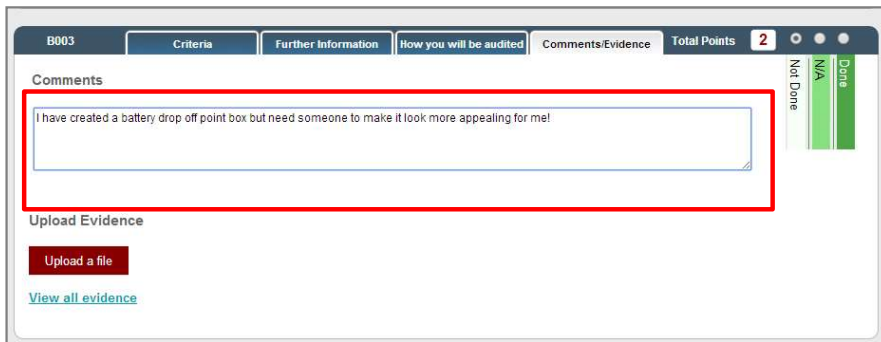 B003 Criteria Further Information How you will be audited Comments/Evidence Total Points 2
Not Done
N/A
Done
Comments
I have created a battery drop off point box but need someone to make it look more appealing for me!
Upload Evidence
Upload a file
View all evidence